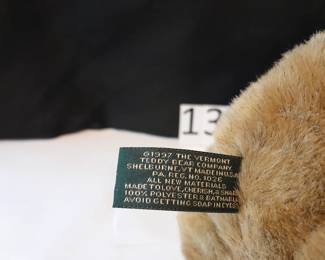 13
©1997 THE VERMONT
TEDDY BEAR COMPANY
SHELBURNE, VT MADE IN U.S.A.
PA. REG. NO. 1026
ALL NEW MATERIALS
MADE TO LOVE, CHERISH, & SHARE
100% POLYESTER & BATHABLE
AVOID GETTING SOAP IN EYES